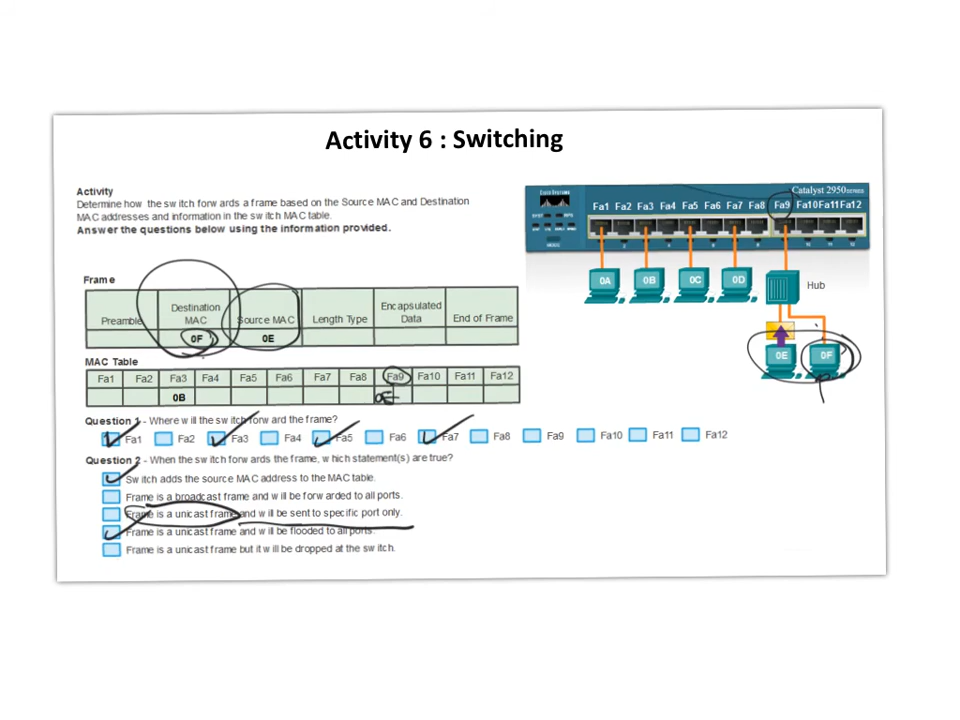 Activity 6 : Switching
Activity
Determine how the switch forwards a frame based on the Source MAC and Destination
MAC addresses and information in the switch MAC table.
Answer the questions below using the information provided.
Catalyst 2950 SERIES
Cisco Systems
Fa1 Fa2 Fa3 Fa4 Fa5 Fa6 Fa7 Fa8 Fa9 Fa10 Fa11 Fa12
MODE
0A 0B 0C 0D
Hub
0E 0F
Frame
Preamble Destination MAC Source MAC Length Type Encapsulated Data End of Frame
0F 0E
MAC Table
Fa1 Fa2 Fa3 Fa4 Fa5 Fa6 Fa7 Fa8 Fa9 Fa10 Fa11 Fa12
0B 0E
Question 1 - Where will the switch forward the frame?
Fa1 Fa2 Fa3 Fa4 Fa5 Fa6 Fa7 Fa8 Fa9 Fa10 Fa11 Fa12
Question 2 - When the switch forwards the frame, which statement(s) are true?
Switch adds the source MAC address to the MAC table.
Frame is a broadcast frame and will be forwarded to all ports.
Frame is a unicast frame and will be sent to specific port only.
Frame is a unicast frame and will be flooded to all ports.
Frame is a unicast frame but it will be dropped at the switch.